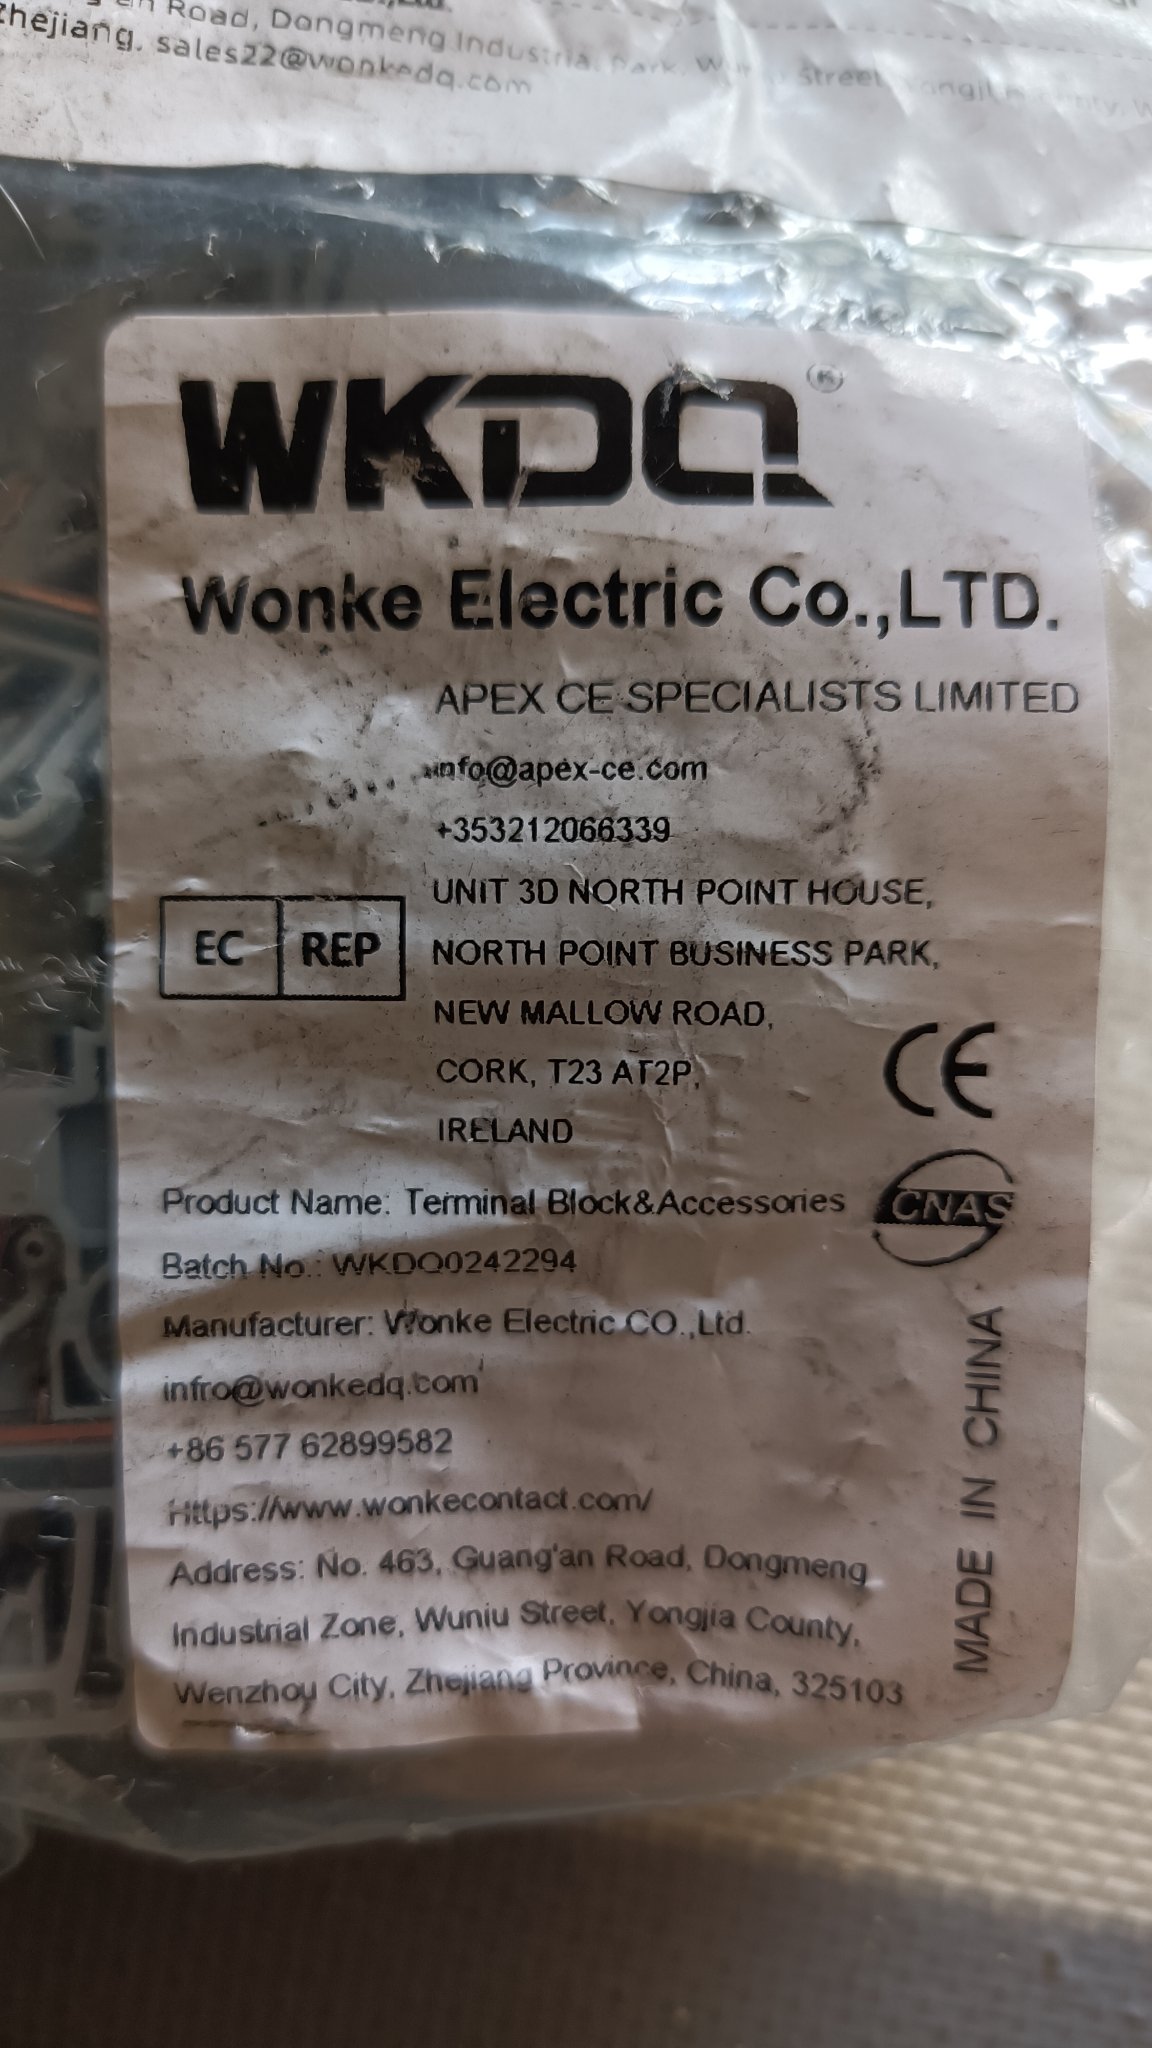 Road, Dongmeng Industria. Park, Street,
zhejiang, sales22@wonkedq.com
WKDQ®
Wonke Electric Co.,LTD.
APEX CE SPECIALISTS LIMITED
info@apex-ce.com
+353212066339
UNIT 3D NORTH POINT HOUSE,
EC REP
NORTH POINT BUSINESS PARK,
NEW MALLOW ROAD,
CORK, T23 AT2P,
IRELAND
CE
Product Name: Terminal Block&Accessories
CNAS
Batch No.: WKDQ0242294
Manufacturer: Wonke Electric CO.,Ltd.
infro@wonkedq.com
+86 577 62899582
Https://www.wonkecontact.com/
Address: No. 463, Guang'an Road, Dongmeng
Industrial Zone, Wuniu Street, Yongjia County,
Wenzhou City, Zhejiang Province, China, 325103
MADE IN CHINA